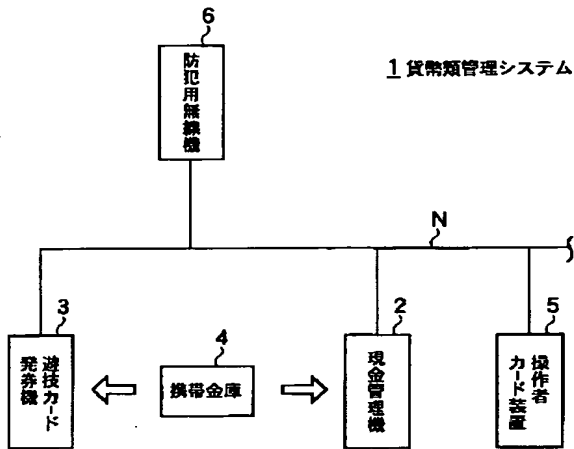 6
防犯用無線機
1 貨幣類管理システム
N
3
遊技カード
発券機
4
携帯金庫
2
現金管理機
5
操作者
カード装置